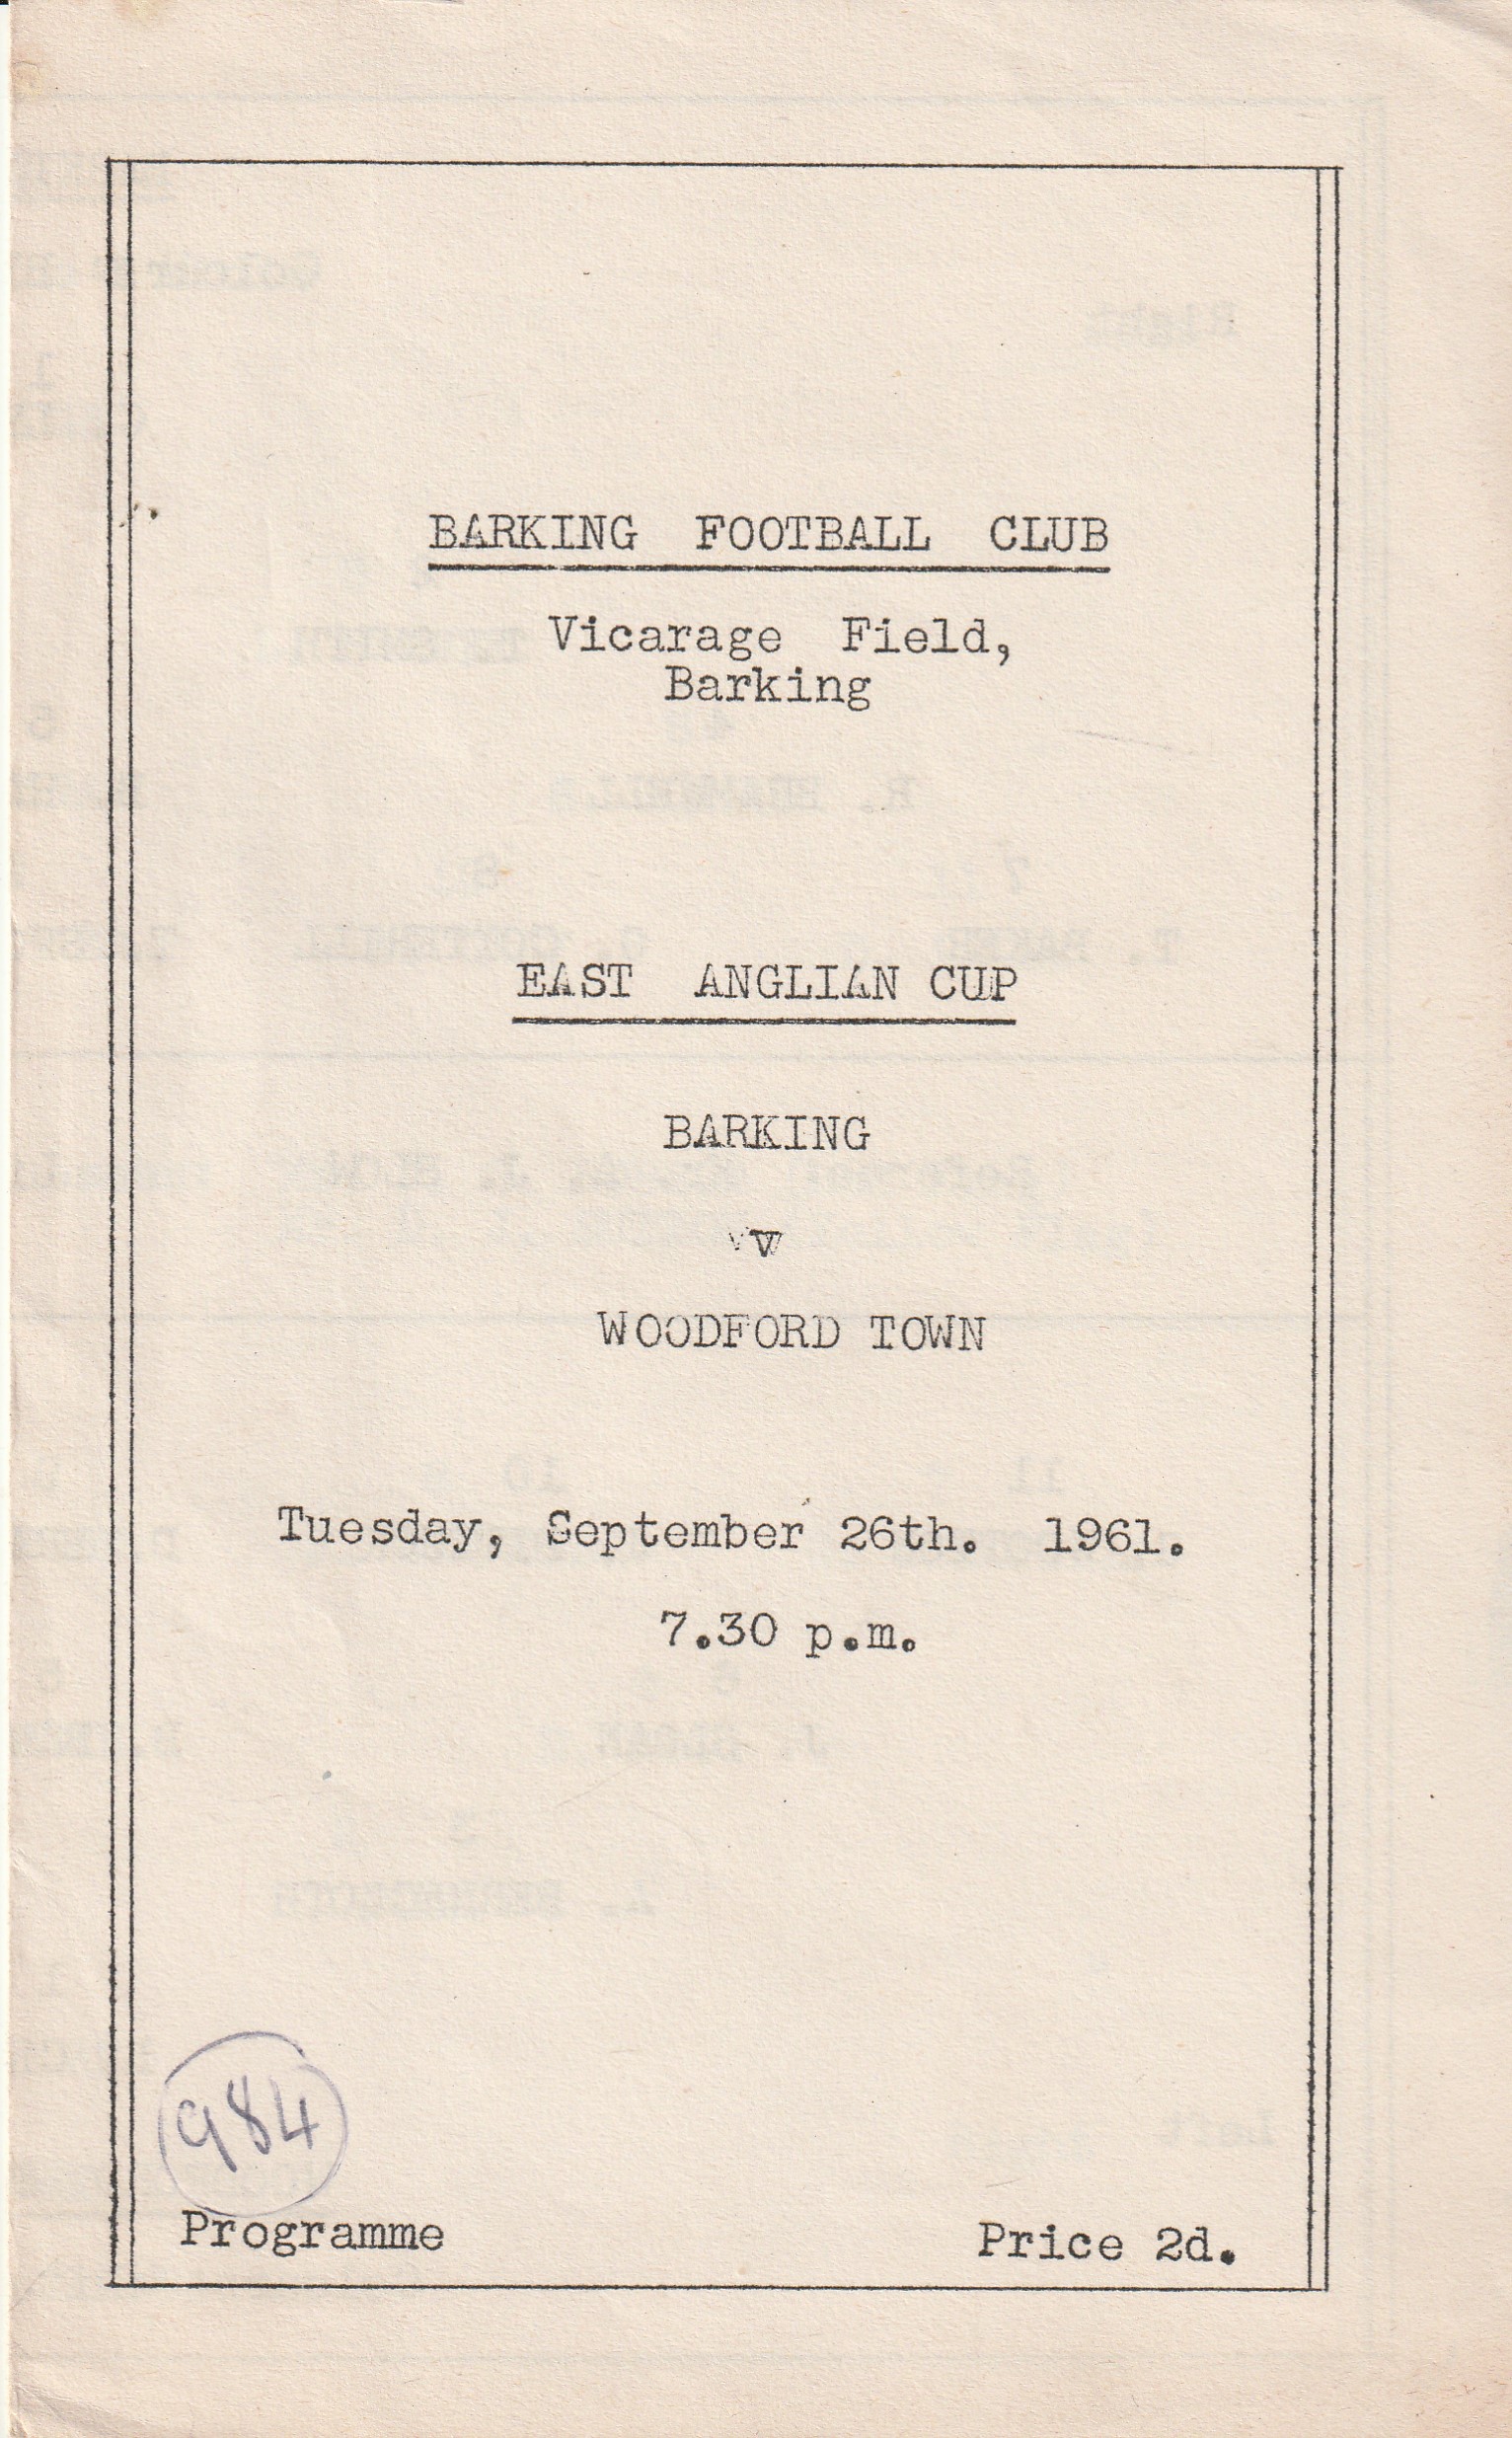 BARKING FOOTBALL CLUB
Vicarage Field,
Barking
EAST ANGLIAN CUP
BARKING
v
WOODFORD TOWN
Tuesday, September 26th. 1961.
7.30 p.m.
984
Programme Price 2d.